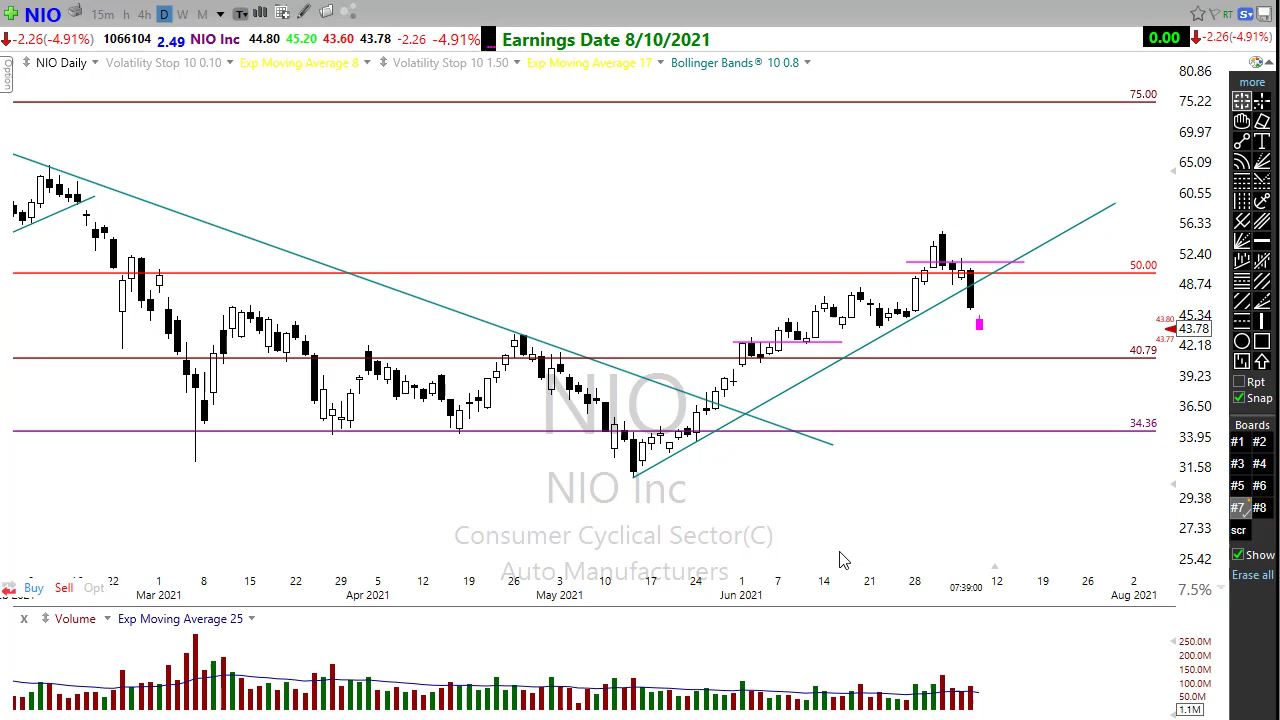 NIO 15m h 4h D W M T RT S
-2.26(-4.91%) 1066104 2.49 NIO Inc 44.80 45.20 43.60 43.78 -2.26 -4.91% Earnings Date 8/10/2021 0.00 -2.26(-4.91%)
Option
NIO Daily Volatility Stop 10 0.10 Exp Moving Average 8 Volatility Stop 10 1.50 Exp Moving Average 17 Bollinger Bands® 10 0.8
80.86
75.00
75.22
69.97
65.09
60.55
56.33
52.40
50.00
48.74
45.34
43.80
43.78
43.77
42.18
40.79
39.23
36.50
34.36
33.95
31.58
29.38
27.33
25.42
NIO
NIO Inc
Consumer Cyclical Sector(C)
Auto Manufacturers
22 1 8 15 22 29 5 12 19 26 3 10 17 24 1 7 14 21 28 07:39:00 12 19 26 2
Buy Sell Opt
Mar 2021 Apr 2021 May 2021 Jun 2021 Aug 2021
7.5%
x Volume Exp Moving Average 25
250.0M
200.0M
150.0M
100.0M
50.0M
1.1M
more
T
Rpt
Snap
Boards
#1 #2
#3 #4
#5 #6
#7 #8
scr
Show
Erase all